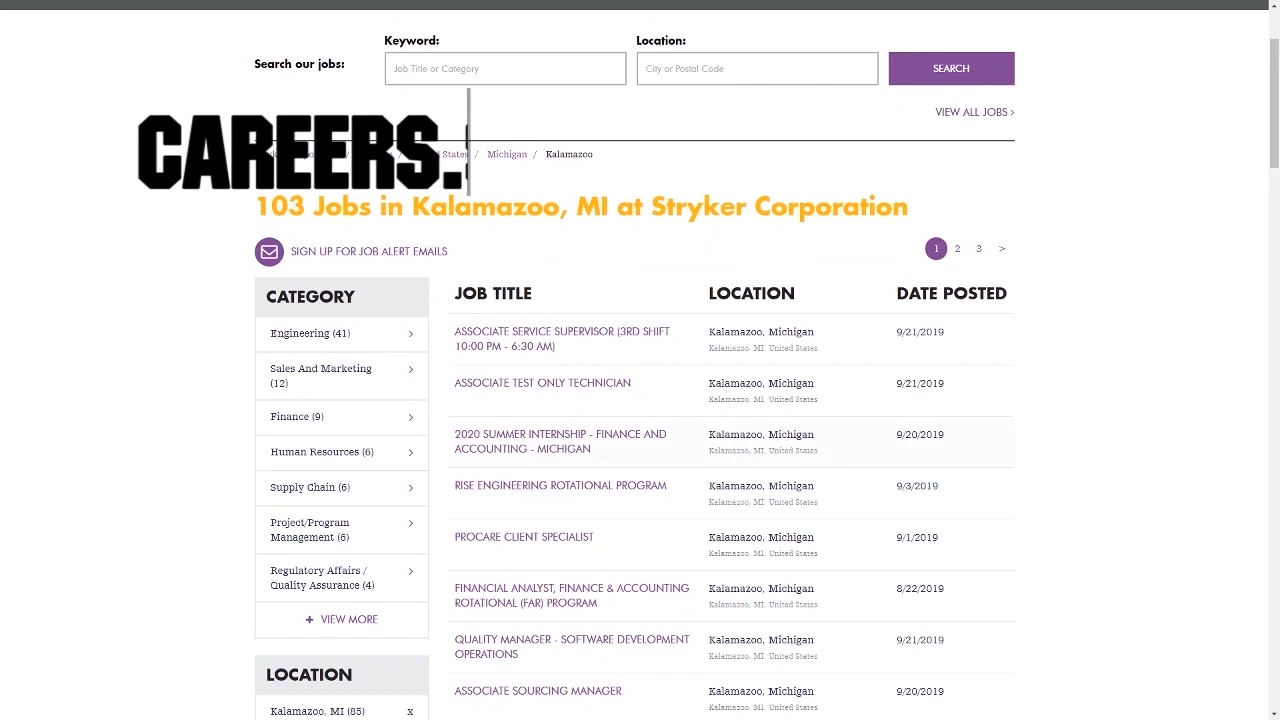 Keyword:
Location:
Search our jobs:
Job Title or Category
City or Postal Code
SEARCH
VIEW ALL JOBS >
CAREERS.
States / Michigan / Kalamazoo
103 Jobs in Kalamazoo, MI at Stryker Corporation
SIGN UP FOR JOB ALERT EMAILS
1 2 3 >
CATEGORY
Engineering (41)
Sales And Marketing
(12)
Finance (9)
Human Resources (6)
Supply Chain (6)
Project/Program
Management (6)
Regulatory Affairs /
Quality Assurance (4)
+ VIEW MORE
LOCATION
Kalamazoo, MI (85) x
JOB TITLE LOCATION DATE POSTED
ASSOCIATE SERVICE SUPERVISOR (3RD SHIFT Kalamazoo, Michigan 9/21/2019
10:00 PM - 6:30 AM) Kalamazoo, MI, United States
ASSOCIATE TEST ONLY TECHNICIAN Kalamazoo, Michigan 9/21/2019
Kalamazoo, MI, United States
2020 SUMMER INTERNSHIP - FINANCE AND Kalamazoo, Michigan 9/20/2019
ACCOUNTING - MICHIGAN Kalamazoo, MI, United States
RISE ENGINEERING ROTATIONAL PROGRAM Kalamazoo, Michigan 9/3/2019
Kalamazoo, MI, United States
PROCARE CLIENT SPECIALIST Kalamazoo, Michigan 9/1/2019
Kalamazoo, MI, United States
FINANCIAL ANALYST, FINANCE & ACCOUNTING Kalamazoo, Michigan 8/22/2019
ROTATIONAL (FAR) PROGRAM Kalamazoo, MI, United States
QUALITY MANAGER - SOFTWARE DEVELOPMENT Kalamazoo, Michigan 9/21/2019
OPERATIONS Kalamazoo, MI, United States
ASSOCIATE SOURCING MANAGER Kalamazoo, Michigan 9/20/2019
Kalamazoo, MI, United States